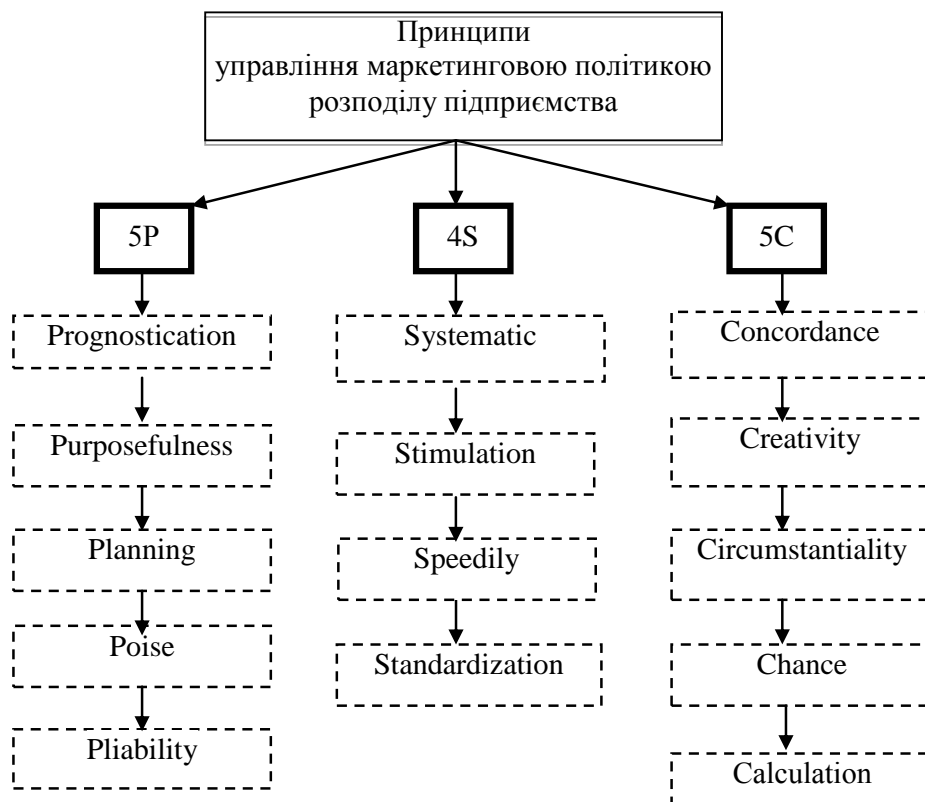 Принципи
управління маркетинговою політикою
розподілу підприємства
5P
4S
5C
Prognostication
Purposefulness
Planning
Poise
Pliability
Systematic
Stimulation
Speedily
Standardization
Concordance
Creativity
Circumstantiality
Chance
Calculation